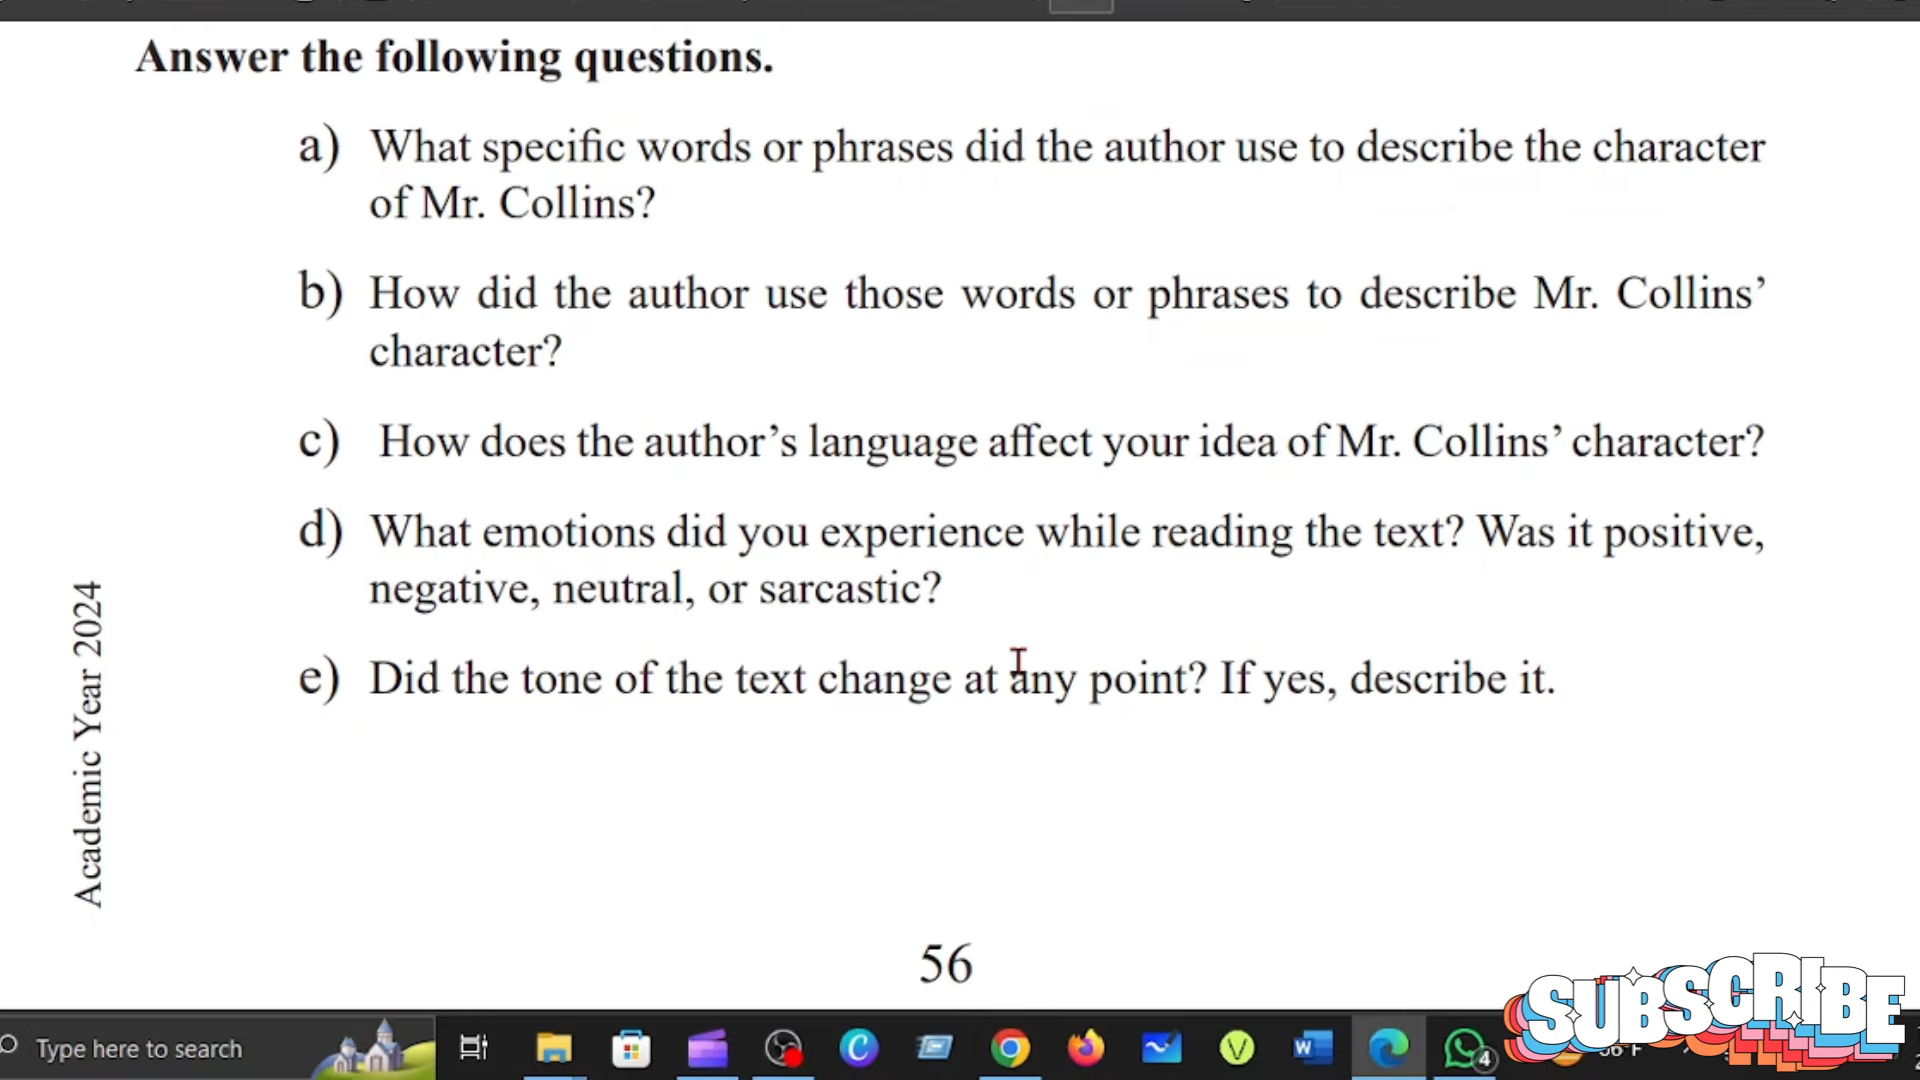 Answer the following questions.
a) What specific words or phrases did the author use to describe the character
of Mr. Collins?
b) How did the author use those words or phrases to describe Mr. Collins’
character?
c) How does the author’s language affect your idea of Mr. Collins’ character?
d) What emotions did you experience while reading the text? Was it positive,
negative, neutral, or sarcastic?
e) Did the tone of the text change at any point? If yes, describe it.
Academic Year 2024
56
SUBSCRIBE
Type here to search
4